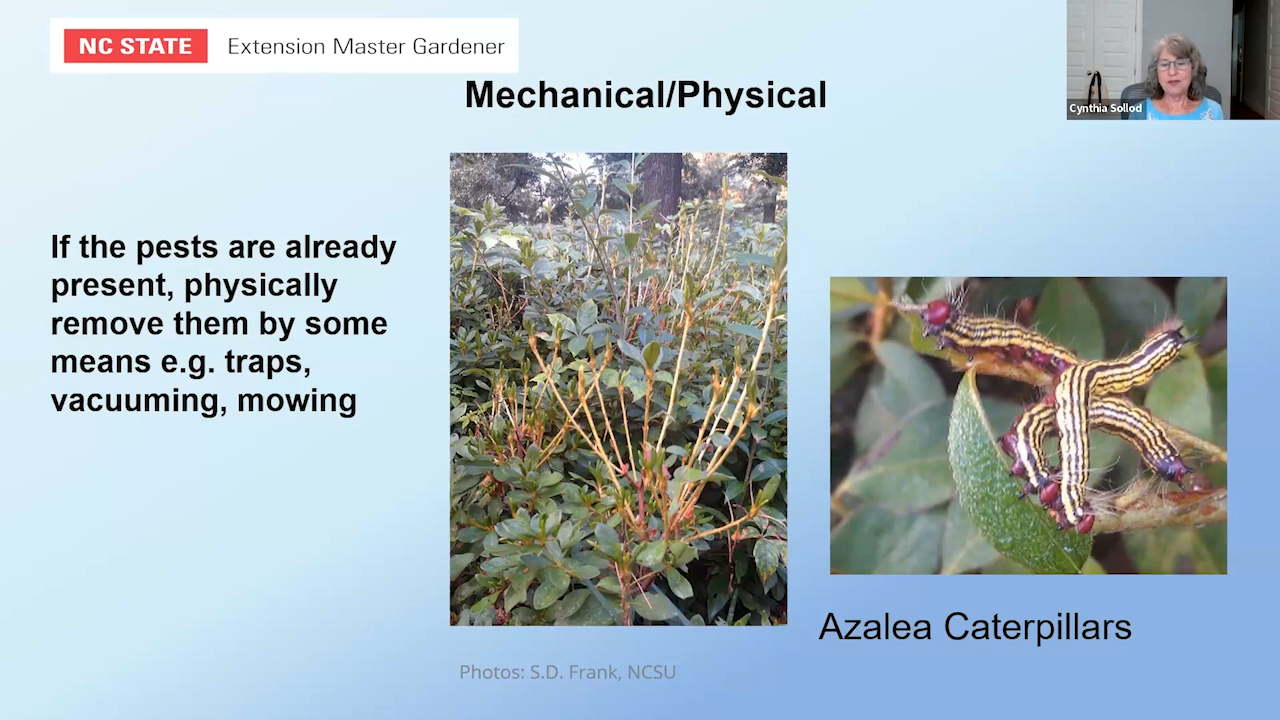 NC STATE Extension Master Gardener
Cynthia Sollod
Mechanical/Physical
If the pests are already
present, physically
remove them by some
means e.g. traps,
vacuuming, mowing
Azalea Caterpillars
Photos: S.D. Frank, NCSU